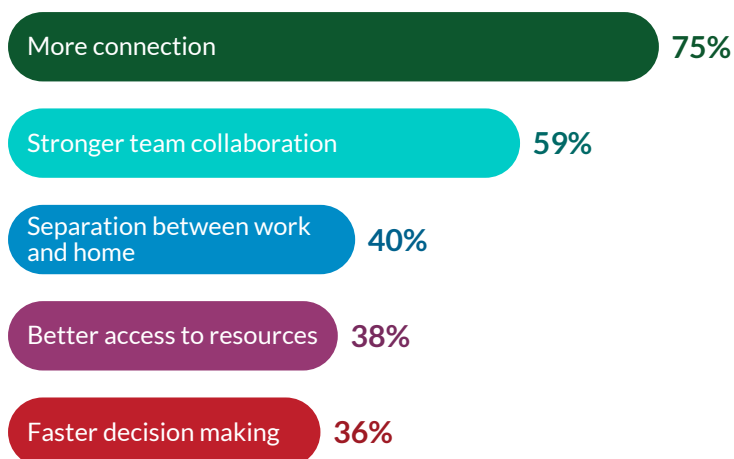 More connection 75%
Stronger team collaboration 59%
Separation between work
and home 40%
Better access to resources 38%
Faster decision making 36%